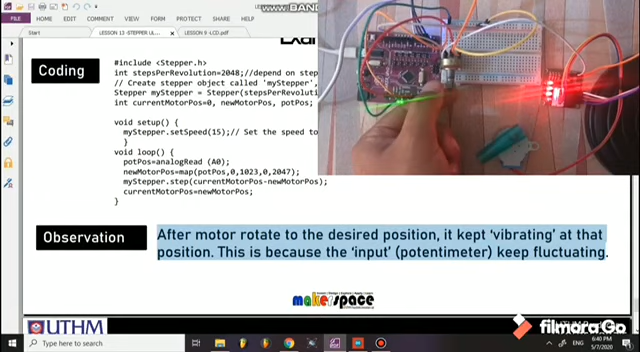 FILE HOME COMMENT VIEW FORM PROTECT SHARE HELP
WWW.BAND
Start LESSON 13 -STEPPER UL... LESSON 9 -LCD.pdf
Coding
#include <Stepper.h>
int stepsPerRevolution=2048;//depend on step
// Create stepper object called 'myStepper',
Stepper myStepper = Stepper(stepsPerRevolution
int currentMotorPos=0, newMotorPos, potPos;
void setup() {
myStepper.setSpeed(15);// Set the speed to
}
void loop() {
potPos=analogRead (A0);
newMotorPos=map(potPos,0,1023,0,2047);
myStepper.step(currentMotorPos-newMotorPos);
currentMotorPos=newMotorPos;
}
Observation
After motor rotate to the desired position, it kept 'vibrating' at that
position. This is because the 'input' (potentimeter) keep fluctuating.
makerspace
UTHM
filmora Go
Type here to search
ENG
6:40 PM
5/7/2020